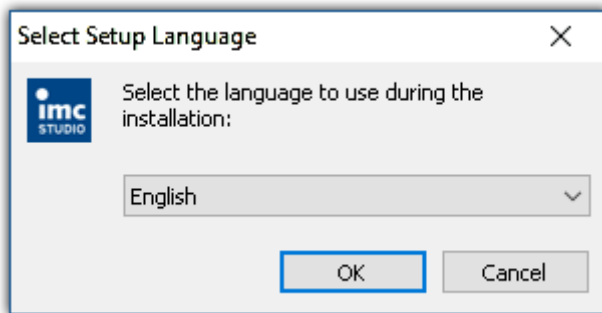 Select Setup Language
imc
STUDIO
Select the language to use during the
installation:
English
OK
Cancel